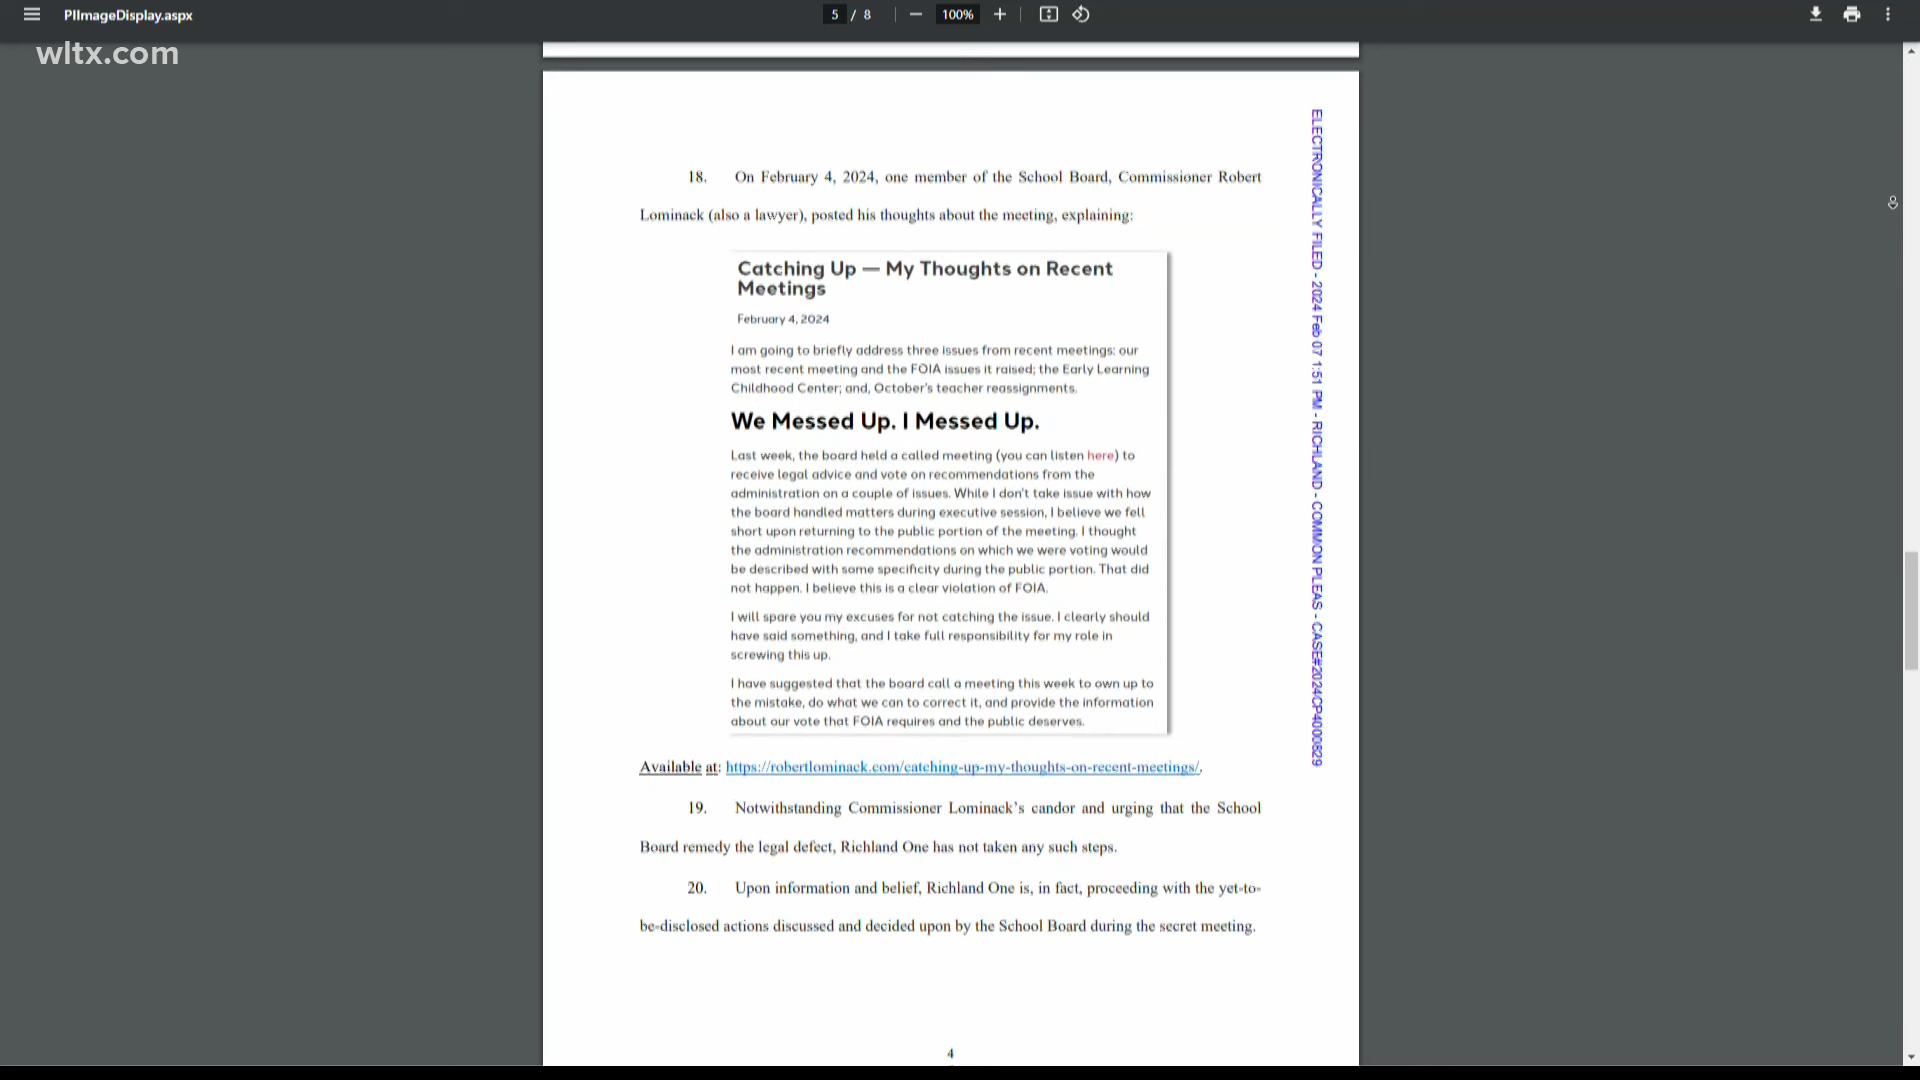 PIImageDisplay.aspx
5 / 8
100%
wltx.com
18. On February 4, 2024, one member of the School Board, Commissioner Robert
Lominack (also a lawyer), posted his thoughts about the meeting, explaining:
Catching Up — My Thoughts on Recent
Meetings
February 4, 2024
I am going to briefly address three issues from recent meetings: our
most recent meeting and the FOIA issues it raised; the Early Learning
Childhood Center; and, October's teacher reassignments.
We Messed Up. I Messed Up.
Last week, the board held a called meeting (you can listen here) to
receive legal advice and vote on recommendations from the
administration on a couple of issues. While I don't take issue with how
the board handled matters during executive session, I believe we fell
short upon returning to the public portion of the meeting. I thought
the administration recommendations on which we were voting would
be described with some specificity during the public portion. That did
not happen. I believe this is a clear violation of FOIA.
I will spare you my excuses for not catching the issue. I clearly should
have said something, and I take full responsibility for my role in
screwing this up.
I have suggested that the board call a meeting this week to own up to
the mistake, do what we can to correct it, and provide the information
about our vote that FOIA requires and the public deserves.
Available at: https://robertlominack.com/catching-up-my-thoughts-on-recent-meetings/.
19. Notwithstanding Commissioner Lominack's candor and urging that the School
Board remedy the legal defect, Richland One has not taken any such steps.
20. Upon information and belief, Richland One is, in fact, proceeding with the yet-to-
be-disclosed actions discussed and decided upon by the School Board during the secret meeting.
4
ELECTRONICALLY FILED - 2024 Feb 07 1:51 PM - RICHLAND - COMMON PLEAS - CASE#2024CP4000829